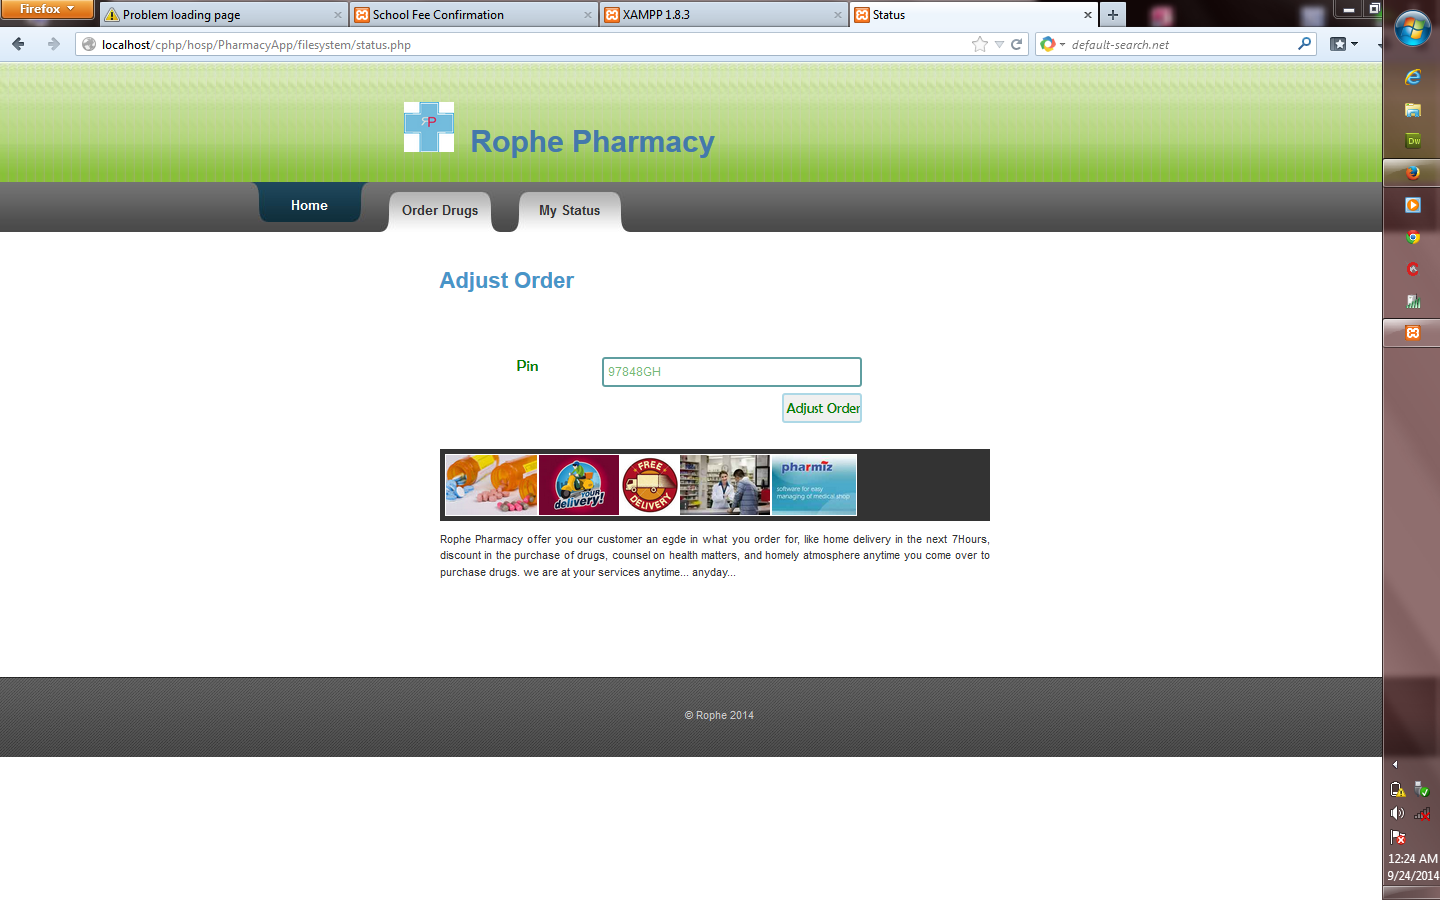 Firefox
Problem loading page
School Fee Confirmation
XAMPP 1.8.3
Status
localhost/cphp/hosp/PharmacyApp/filesystem/status.php
default-search.net
RP
Rophe Pharmacy
Home
Order Drugs
My Status
Adjust Order
Pin
97848GH
Adjust Order
YOUR
delivery!
FREE
DELIVERY
pharmiz
software for easy
managing of medical shop
Rophe Pharmacy offer you our customer an egde in what you order for, like home delivery in the next 7Hours,
discount in the purchase of drugs, counsel on health matters, and homely atmosphere anytime you come over to
purchase drugs. we are at your services anytime... anyday...
© Rophe 2014
Dw
12:24 AM
9/24/2014